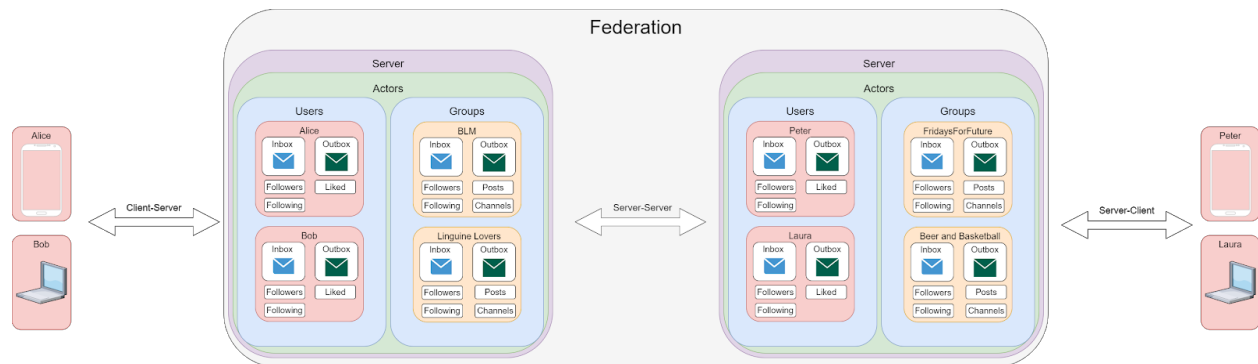 Federation
Server
Actors
Users
Groups
Alice
Inbox
Outbox
Followers
Liked
Following
BLM
Inbox
Outbox
Followers
Posts
Following
Channels
Bob
Inbox
Outbox
Followers
Liked
Following
Linguine Lovers
Inbox
Outbox
Followers
Posts
Following
Channels
Server
Actors
Users
Groups
Peter
Inbox
Outbox
Followers
Liked
Following
FridaysForFuture
Inbox
Outbox
Followers
Posts
Following
Channels
Laura
Inbox
Outbox
Followers
Liked
Following
Beer and Basketball
Inbox
Outbox
Followers
Posts
Following
Channels
Alice
Bob
Client-Server
Server-Server
Server-Client
Peter
Laura